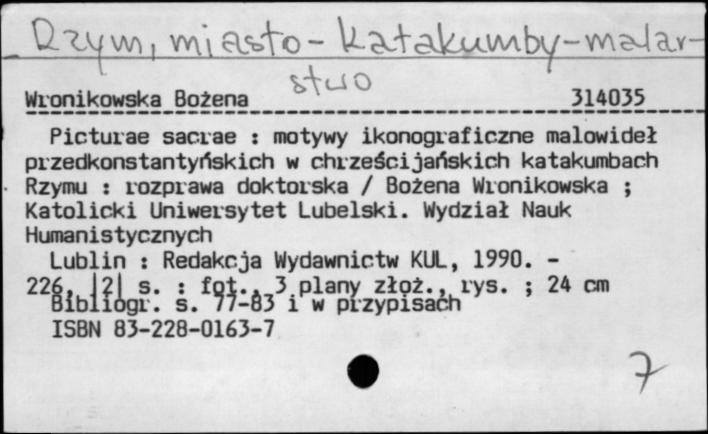 Rzym, miasto - katakumby - malar-
stwo
Wronikowska Bożena 314035
Picturae sacrae : motywy ikonograficzne malowideł
przedkonstantyńskich w chrześcijańskich katakumbach
Rzymu : rozprawa doktorska / Bożena Wronikowska ;
Katolicki Uniwersytet Lubelski. Wydział Nauk
Humanistycznych
Lublin : Redakcja Wydawnictw KUL, 1990. -
226, |2| s. : fot., 3 plany złoż., rys. ; 24 cm
Bibliogr. s. 77-83 i w przypisach
ISBN 83-228-0163-7
7